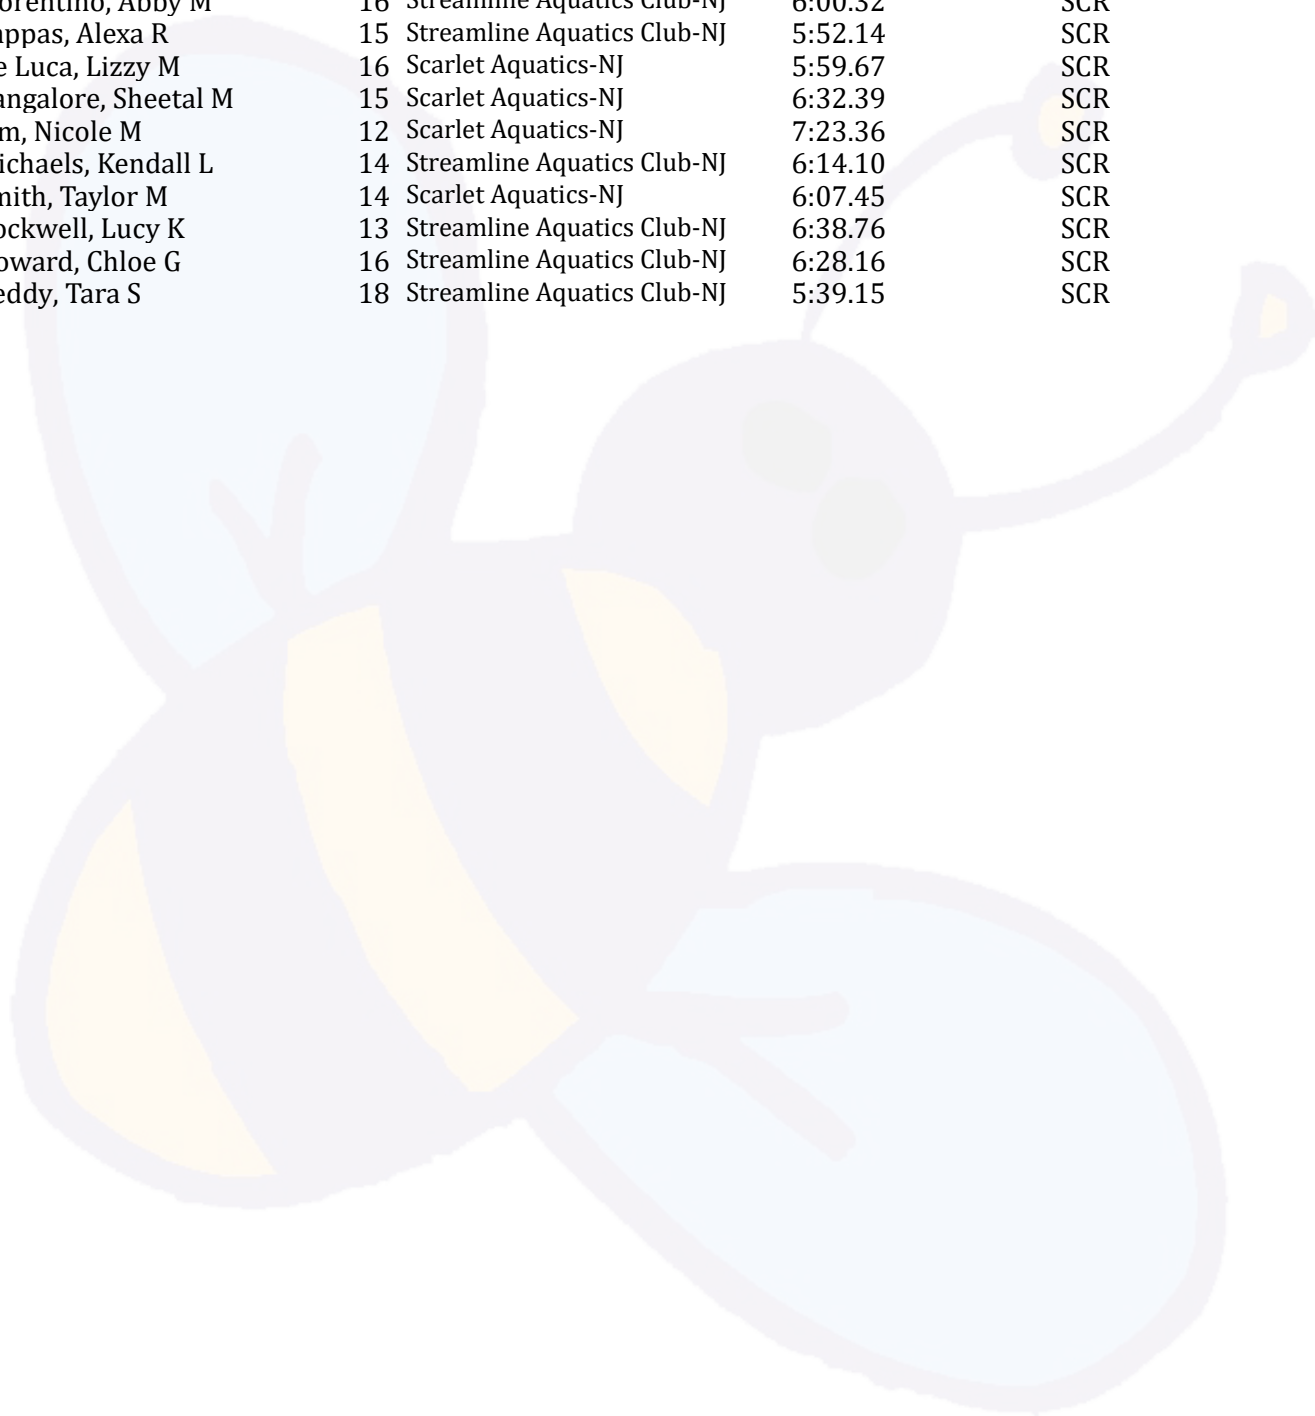 orentino, Abby M 16 Streamline Aquatics Club-NJ 6:00.32 SCR
appas, Alexa R 15 Streamline Aquatics Club-NJ 5:52.14 SCR
e Luca, Lizzy M 16 Scarlet Aquatics-NJ 5:59.67 SCR
angalore, Sheetal M 15 Scarlet Aquatics-NJ 6:32.39 SCR
m, Nicole M 12 Scarlet Aquatics-NJ 7:23.36 SCR
ichaels, Kendall L 14 Streamline Aquatics Club-NJ 6:14.10 SCR
mith, Taylor M 14 Scarlet Aquatics-NJ 6:07.45 SCR
ockwell, Lucy K 13 Streamline Aquatics Club-NJ 6:38.76 SCR
oward, Chloe G 16 Streamline Aquatics Club-NJ 6:28.16 SCR
eddy, Tara S 18 Streamline Aquatics Club-NJ 5:39.15 SCR